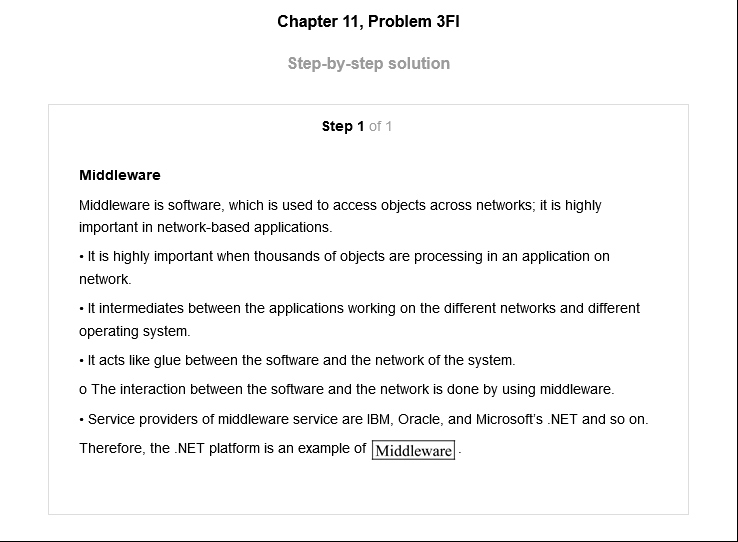 Chapter 11, Problem 3FI
Step-by-step solution
Step 1 of 1
Middleware
Middleware is software, which is used to access objects across networks; it is highly
important in network-based applications.
• It is highly important when thousands of objects are processing in an application on
network.
• It intermediates between the applications working on the different networks and different
operating system.
• It acts like glue between the software and the network of the system.
o The interaction between the software and the network is done by using middleware.
• Service providers of middleware service are IBM, Oracle, and Microsoft's .NET and so on.
Therefore, the .NET platform is an example of Middleware.